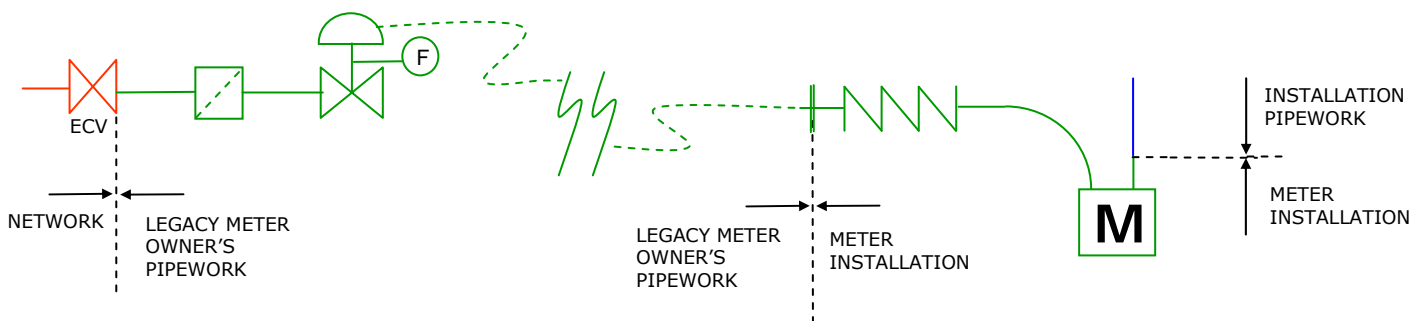 F
ECV
NETWORK
LEGACY METER
OWNER'S
PIPEWORK
LEGACY METER
OWNER'S
PIPEWORK
METER
INSTALLATION
M
INSTALLATION
PIPEWORK
METER
INSTALLATION